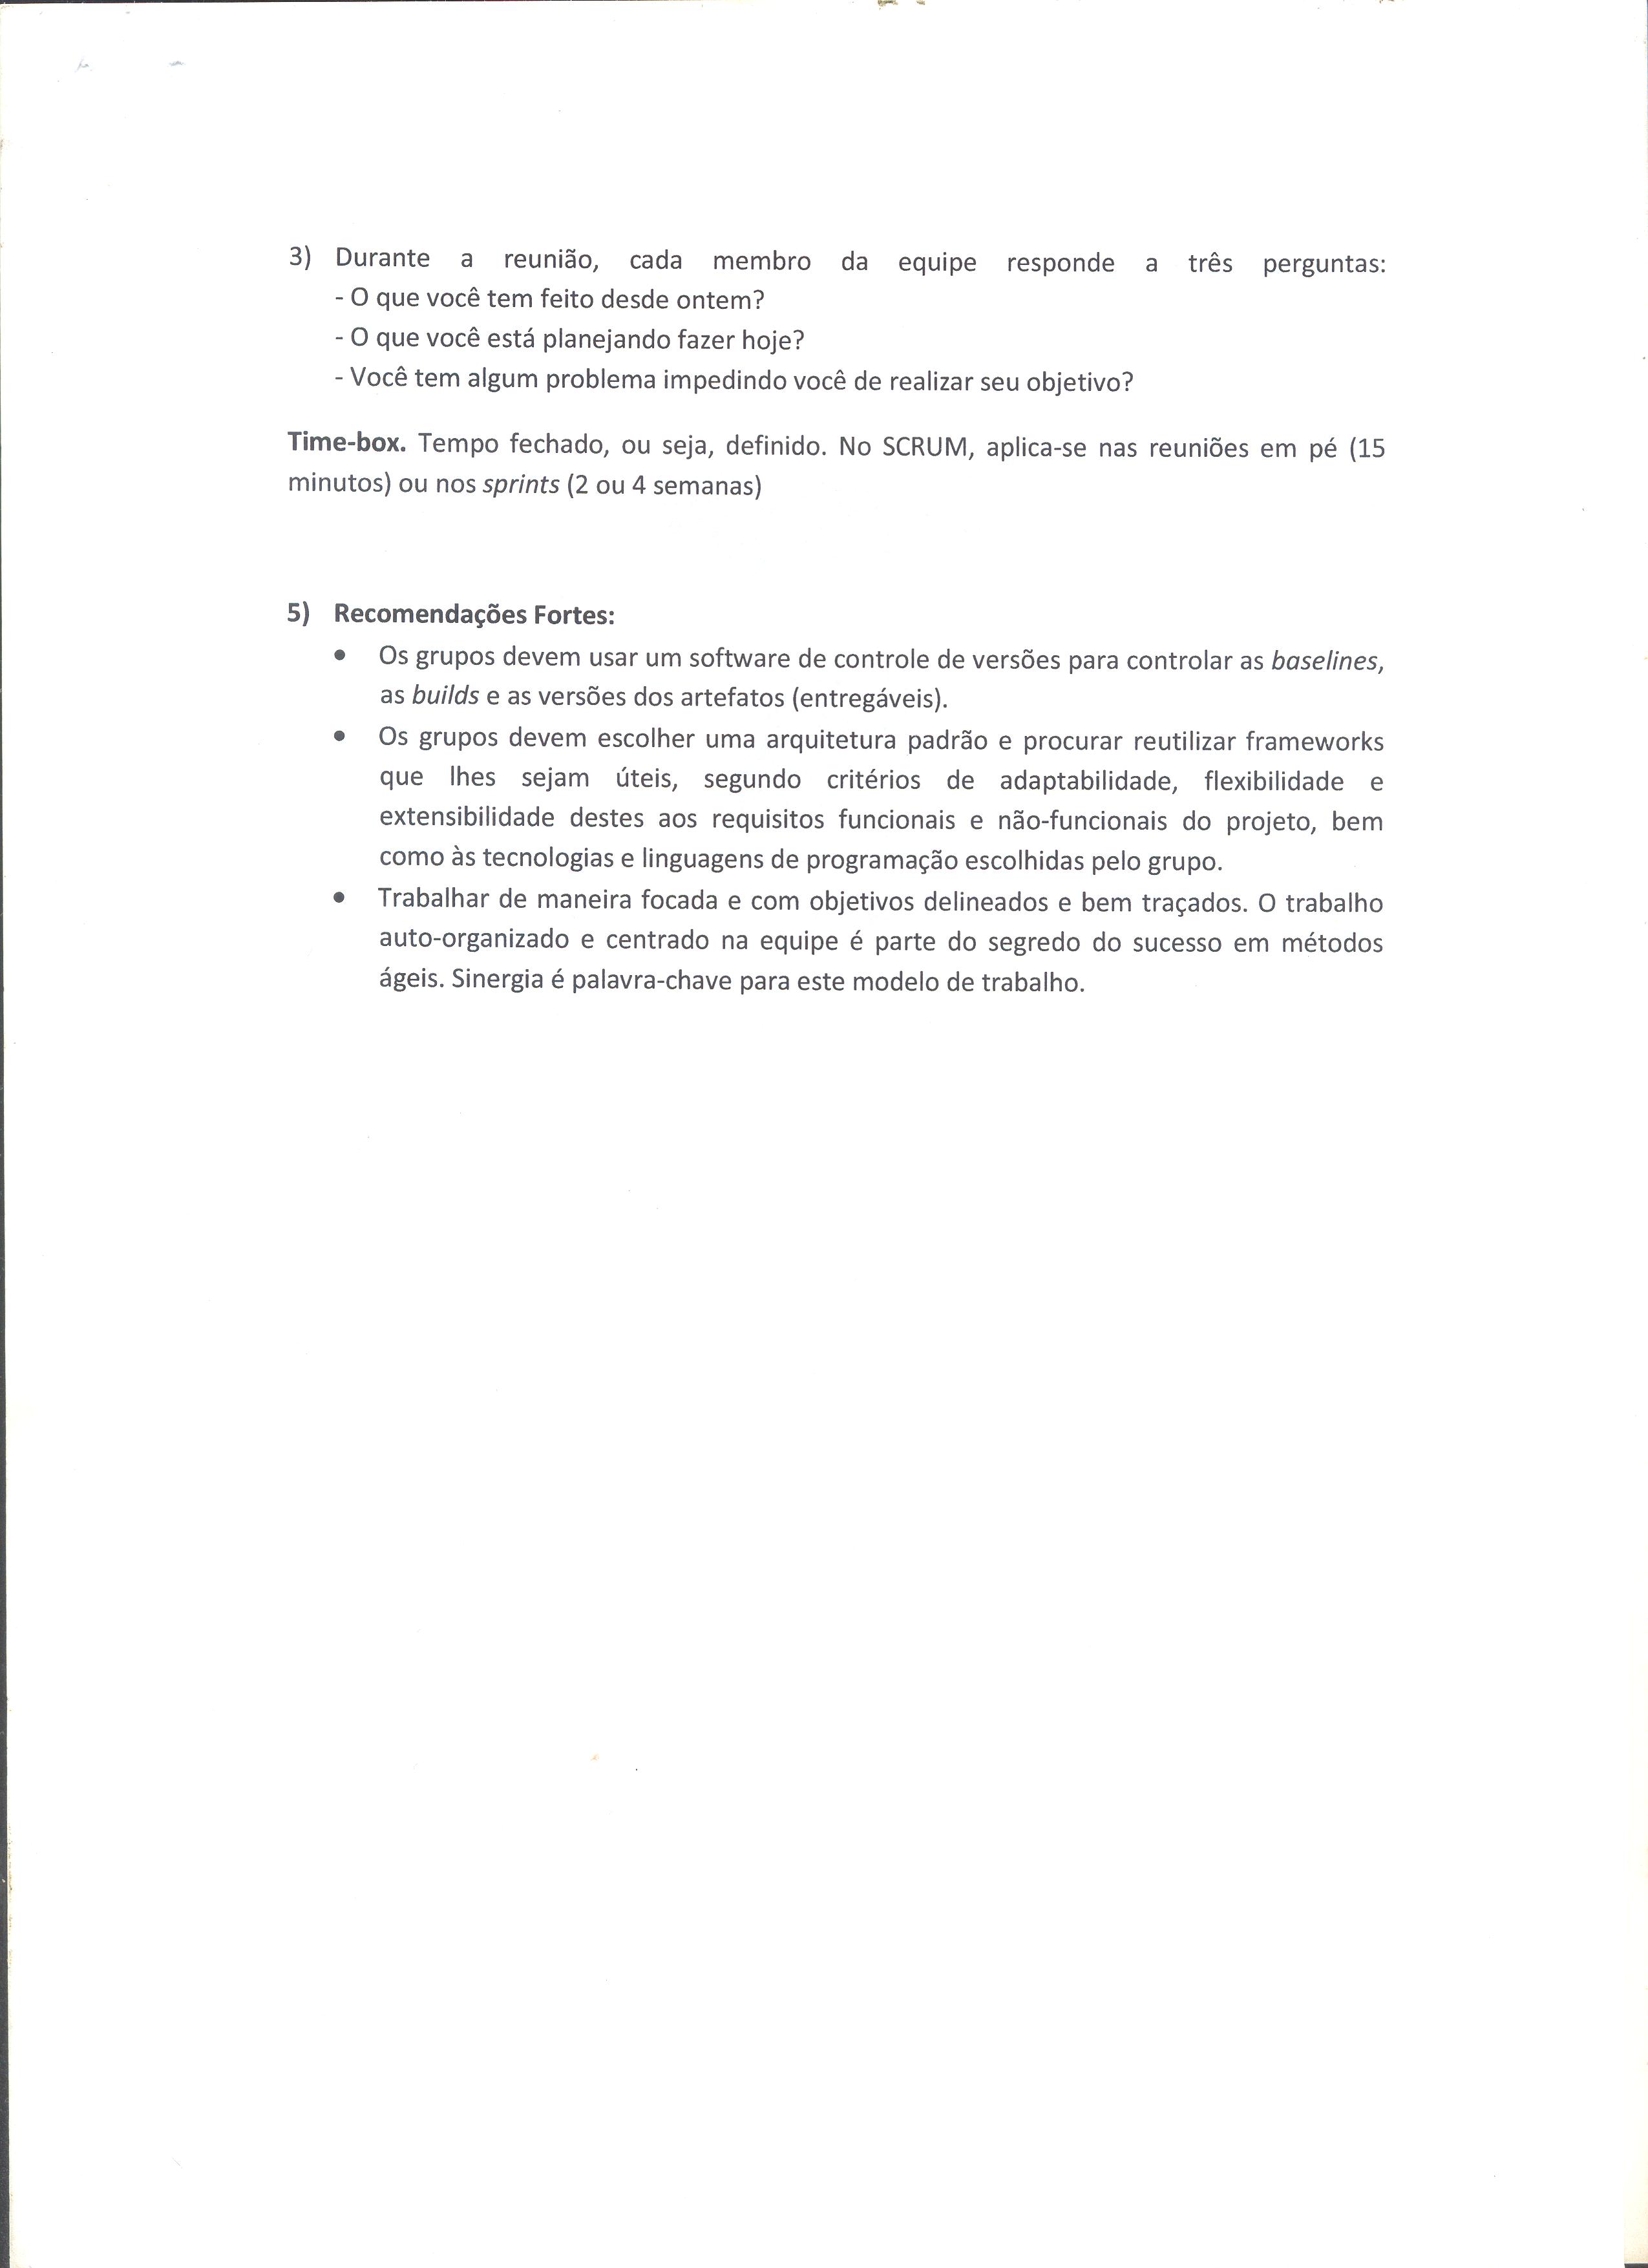 3) Durante a reunião, cada membro da equipe responde a três perguntas:
- O que você tem feito desde ontem?
- O que você está planejando fazer hoje?
- Você tem algum problema impedindo você de realizar seu objetivo?
Time-box. Tempo fechado, ou seja, definido. No SCRUM, aplica-se nas reuniões em pé (15
minutos) ou nos sprints (2 ou 4 semanas)
5) Recomendações Fortes:
• Os grupos devem usar um software de controle de versões para controlar as baselines,
as builds e as versões dos artefatos (entregáveis).
• Os grupos devem escolher uma arquitetura padrão e procurar reutilizar frameworks
que lhes sejam úteis, segundo critérios de adaptabilidade, flexibilidade e
extensibilidade destes aos requisitos funcionais e não-funcionais do projeto, bem
como às tecnologias e linguagens de programação escolhidas pelo grupo.
• Trabalhar de maneira focada e com objetivos delineados e bem traçados. O trabalho
auto-organizado e centrado na equipe é parte do segredo do sucesso em métodos
ágeis. Sinergia é palavra-chave para este modelo de trabalho.